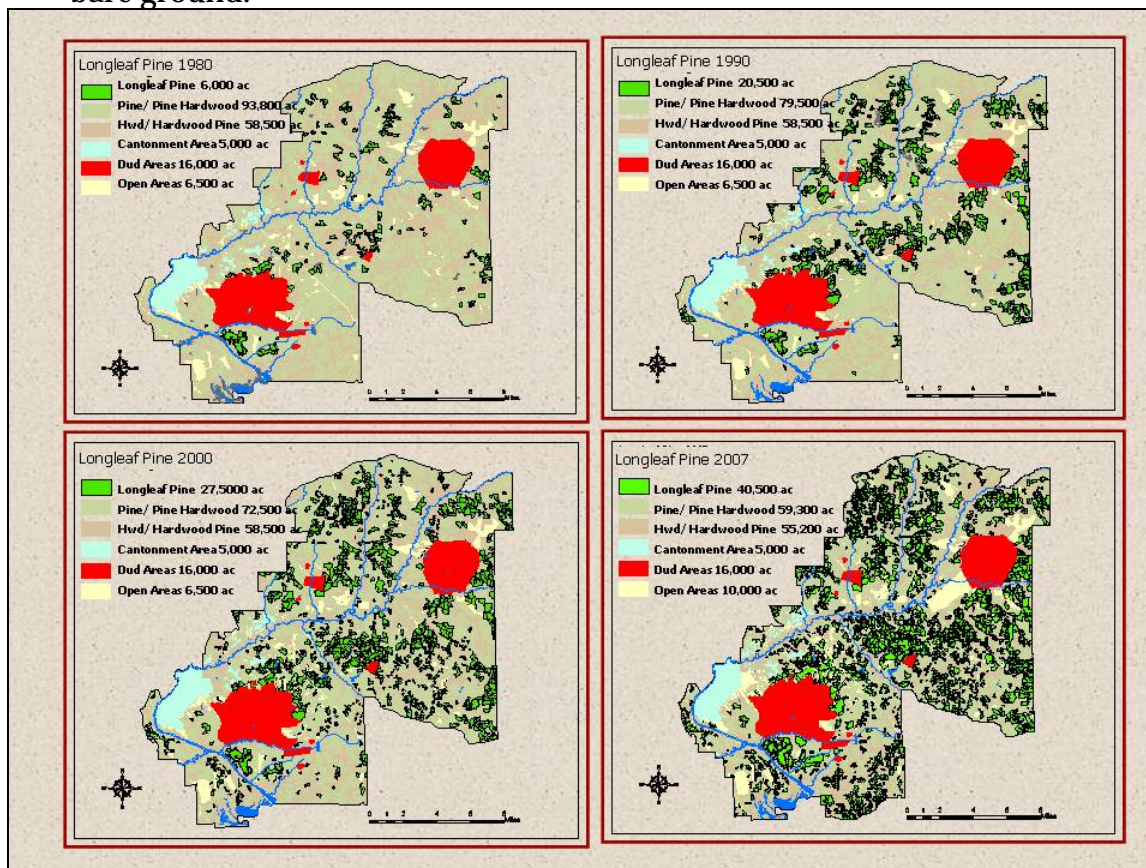 bare ground.
Longleaf Pine 1980
Longleaf Pine 6,000 ac
Pine/ Pine Hardwood 93,800 ac
Hwd/ Hardwood Pine 58,500 ac
Cantonment Area 5,000 ac
Dud Areas 16,000 ac
Open Areas 6,500 ac
Longleaf Pine 1990
Longleaf Pine 20,500 ac
Pine/ Pine Hardwood 79,500 ac
Hwd/ Hardwood Pine 58,500 ac
Cantonment Area 5,000 ac
Dud Areas 16,000 ac
Open Areas 6,500 ac
Longleaf Pine 2000
Longleaf Pine 27,5000 ac
Pine/ Pine Hardwood 72,500 ac
Hwd/ Hardwood Pine 58,500 ac
Cantonment Area 5,000 ac
Dud Areas 16,000 ac
Open Areas 6,500 ac
Longleaf Pine 2007
Longleaf Pine 40,500 ac
Pine/ Pine Hardwood 59,300 ac
Hwd/ Hardwood Pine 55,200 ac
Cantonment Area 5,000 ac
Dud Areas 16,000 ac
Open Areas 10,000 ac